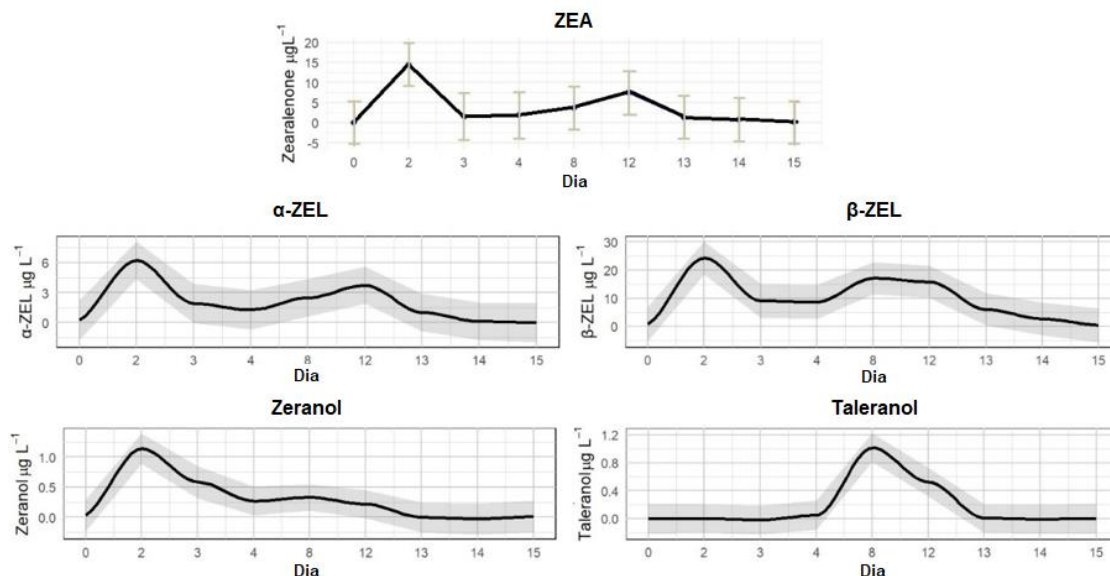 ZEA
Zearalenone µgL⁻¹
20
15
10
5
0
-5
0 2 3 4 8 12 13 14 15
Dia
α-ZEL
α-ZEL µg L⁻¹
6
3
0
0 2 3 4 8 12 13 14 15
Dia
β-ZEL
β-ZEL µg L⁻¹
30
20
10
0
0 2 3 4 8 12 13 14 15
Dia
Zeranol
Zeranol µg L⁻¹
1.0
0.5
0.0
0 2 3 4 8 12 13 14 15
Dia
Taleranol
Taleranol µg L⁻¹
1.2
0.8
0.4
0.0
0 2 3 4 8 12 13 14 15
Dia